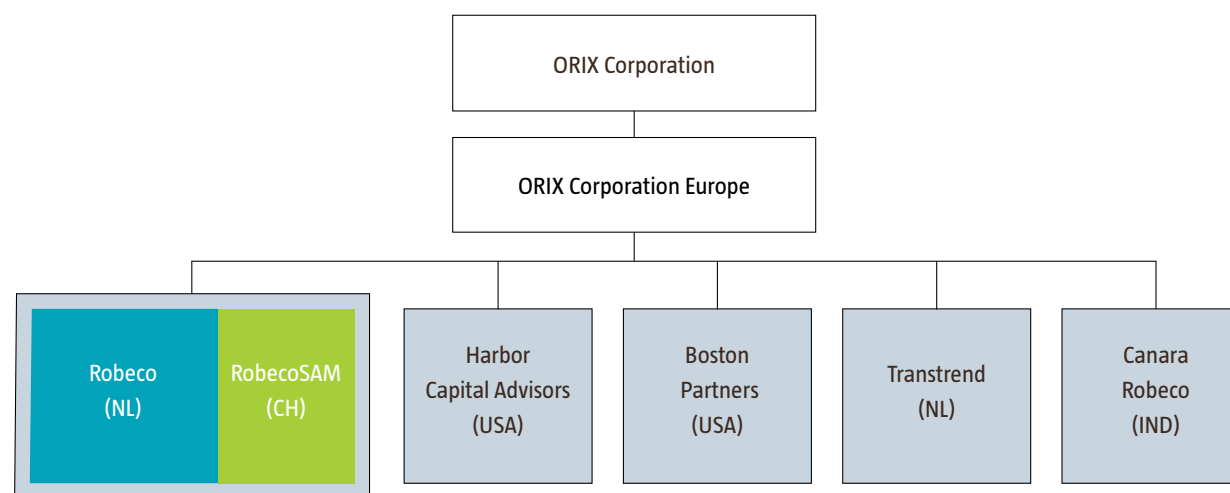 ORIX Corporation
ORIX Corporation Europe
Robeco
(NL)
RobecoSAM
(CH)
Harbor
Capital Advisors
(USA)
Boston
Partners
(USA)
Transtrend
(NL)
Canara
Robeco
(IND)